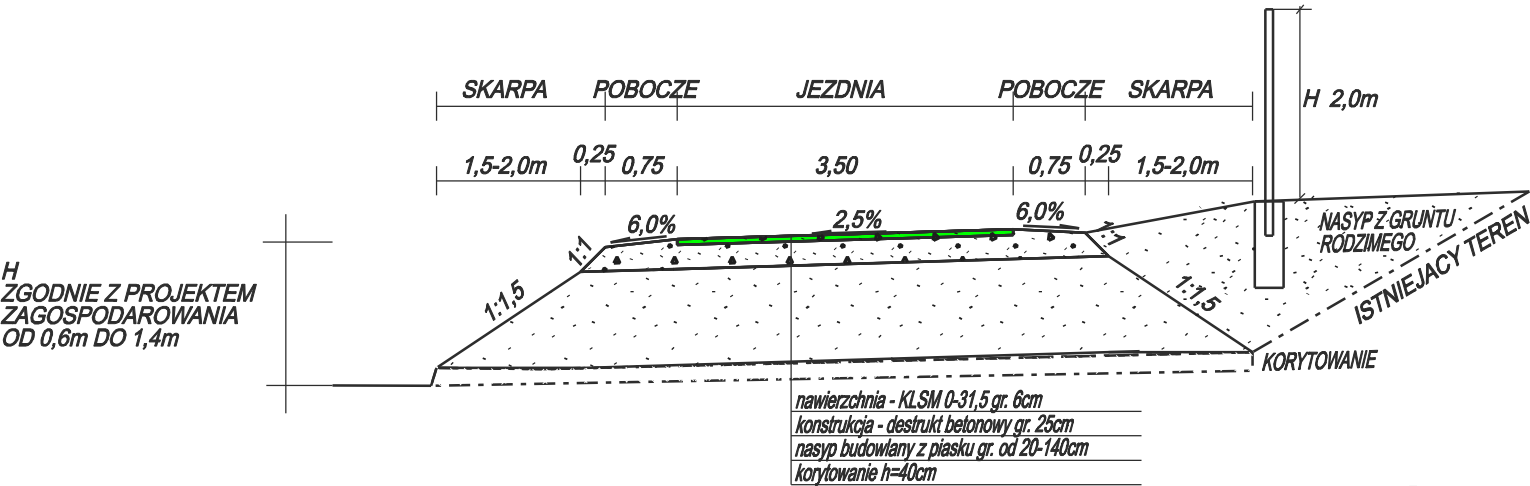 SKARPA POBOCZE JEZDNIA POBOCZE SKARPA
H 2,0m
1,5-2,0m 0,25 0,75 3,50 0,75 0,25 1,5-2,0m
6,0% 2,5% 6,0%
1:1 1:1
NASYP Z GRUNTU
RODZIMEGO
ISTNIEJACY TEREN
H
ZGODNIE Z PROJEKTEM
ZAGOSPODAROWANIA
OD 0,6m DO 1,4m
1:1,5 1:1,5
KORYTOWANIE
nawierzchnia - KLSM 0-31,5 gr. 6cm
konstrukcja - destrukt betonowy gr. 25cm
nasyp budowlany z piasku gr. od 20-140cm
korytowanie h=40cm